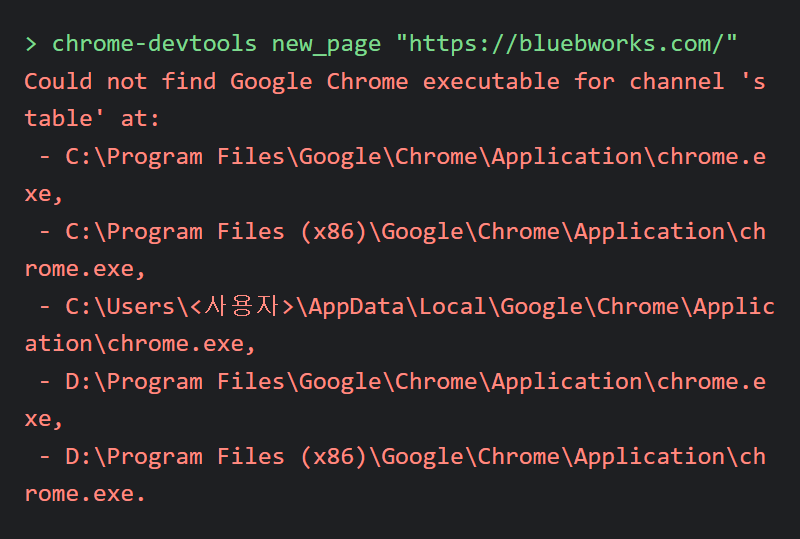 > chrome-devtools new_page "https://bluebworks.com/"
Could not find Google Chrome executable for channel 's
table' at:
 - C:\Program Files\Google\Chrome\Application\chrome.e
xe,
 - C:\Program Files (x86)\Google\Chrome\Application\ch
rome.exe,
 - C:\Users\<사용자>\AppData\Local\Google\Chrome\Applic
ation\chrome.exe,
 - D:\Program Files\Google\Chrome\Application\chrome.e
xe,
 - D:\Program Files (x86)\Google\Chrome\Application\ch
rome.exe.